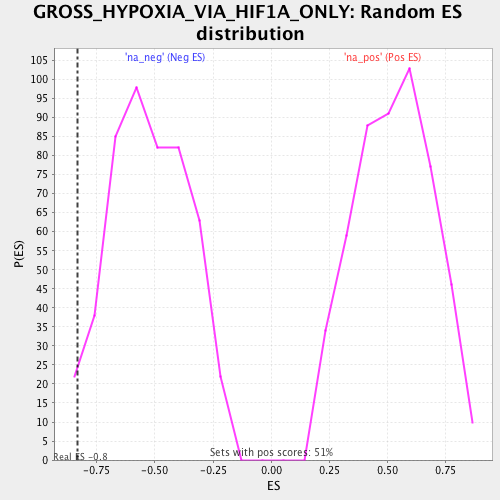 GROSS_HYPOXIA_VIA_HIF1A_ONLY: Random ES
distribution
'na_neg' (Neg ES)
'na_pos' (Pos ES)
105
100
95
90
85
80
75
70
65
60
55
50
45
40
35
30
25
20
15
10
5
0
P(ES)
Real ES -0.8
Sets with pos scores: 51%
-0.75 -0.50 -0.25 0.00 0.25 0.50 0.75
ES